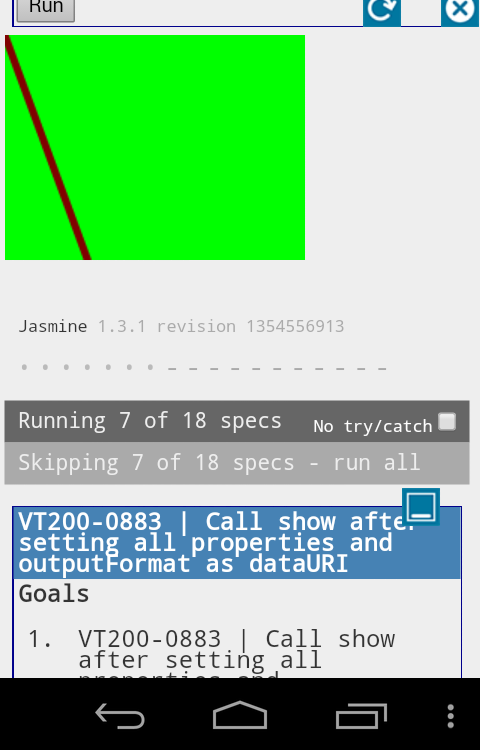 Run
Jasmine 1.3.1 revision 1354556913
Running 7 of 18 specs No try/catch
Skipping 7 of 18 specs - run all
VT200-0883 | Call show after
setting all properties and
outputFormat as dataURI
Goals
1. VT200-0883 | Call show
after setting all
properties and